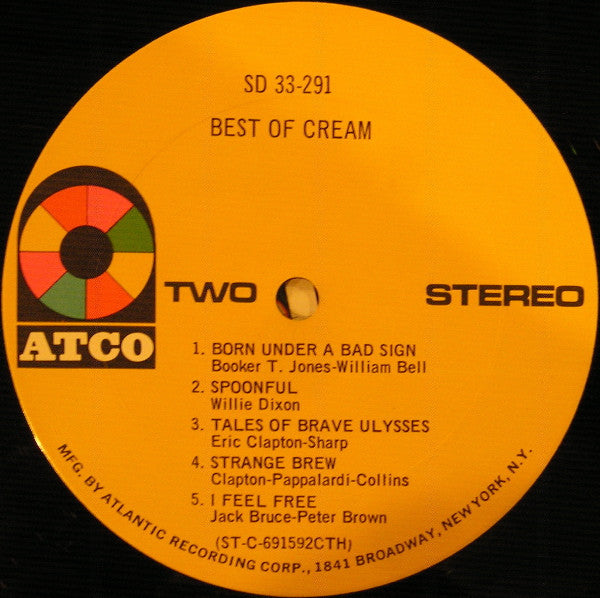 SD 33-291
BEST OF CREAM
ATCO
TWO
STEREO
1. BORN UNDER A BAD SIGN
Booker T. Jones-William Bell
2. SPOONFUL
Willie Dixon
3. TALES OF BRAVE ULYSSES
Eric Clapton-Sharp
4. STRANGE BREW
Clapton-Pappalardi-Collins
5. I FEEL FREE
Jack Bruce-Peter Brown
(ST-C-691592CTH)
MFG. BY ATLANTIC RECORDING CORP., 1841 BROADWAY, NEW YORK, N.Y.